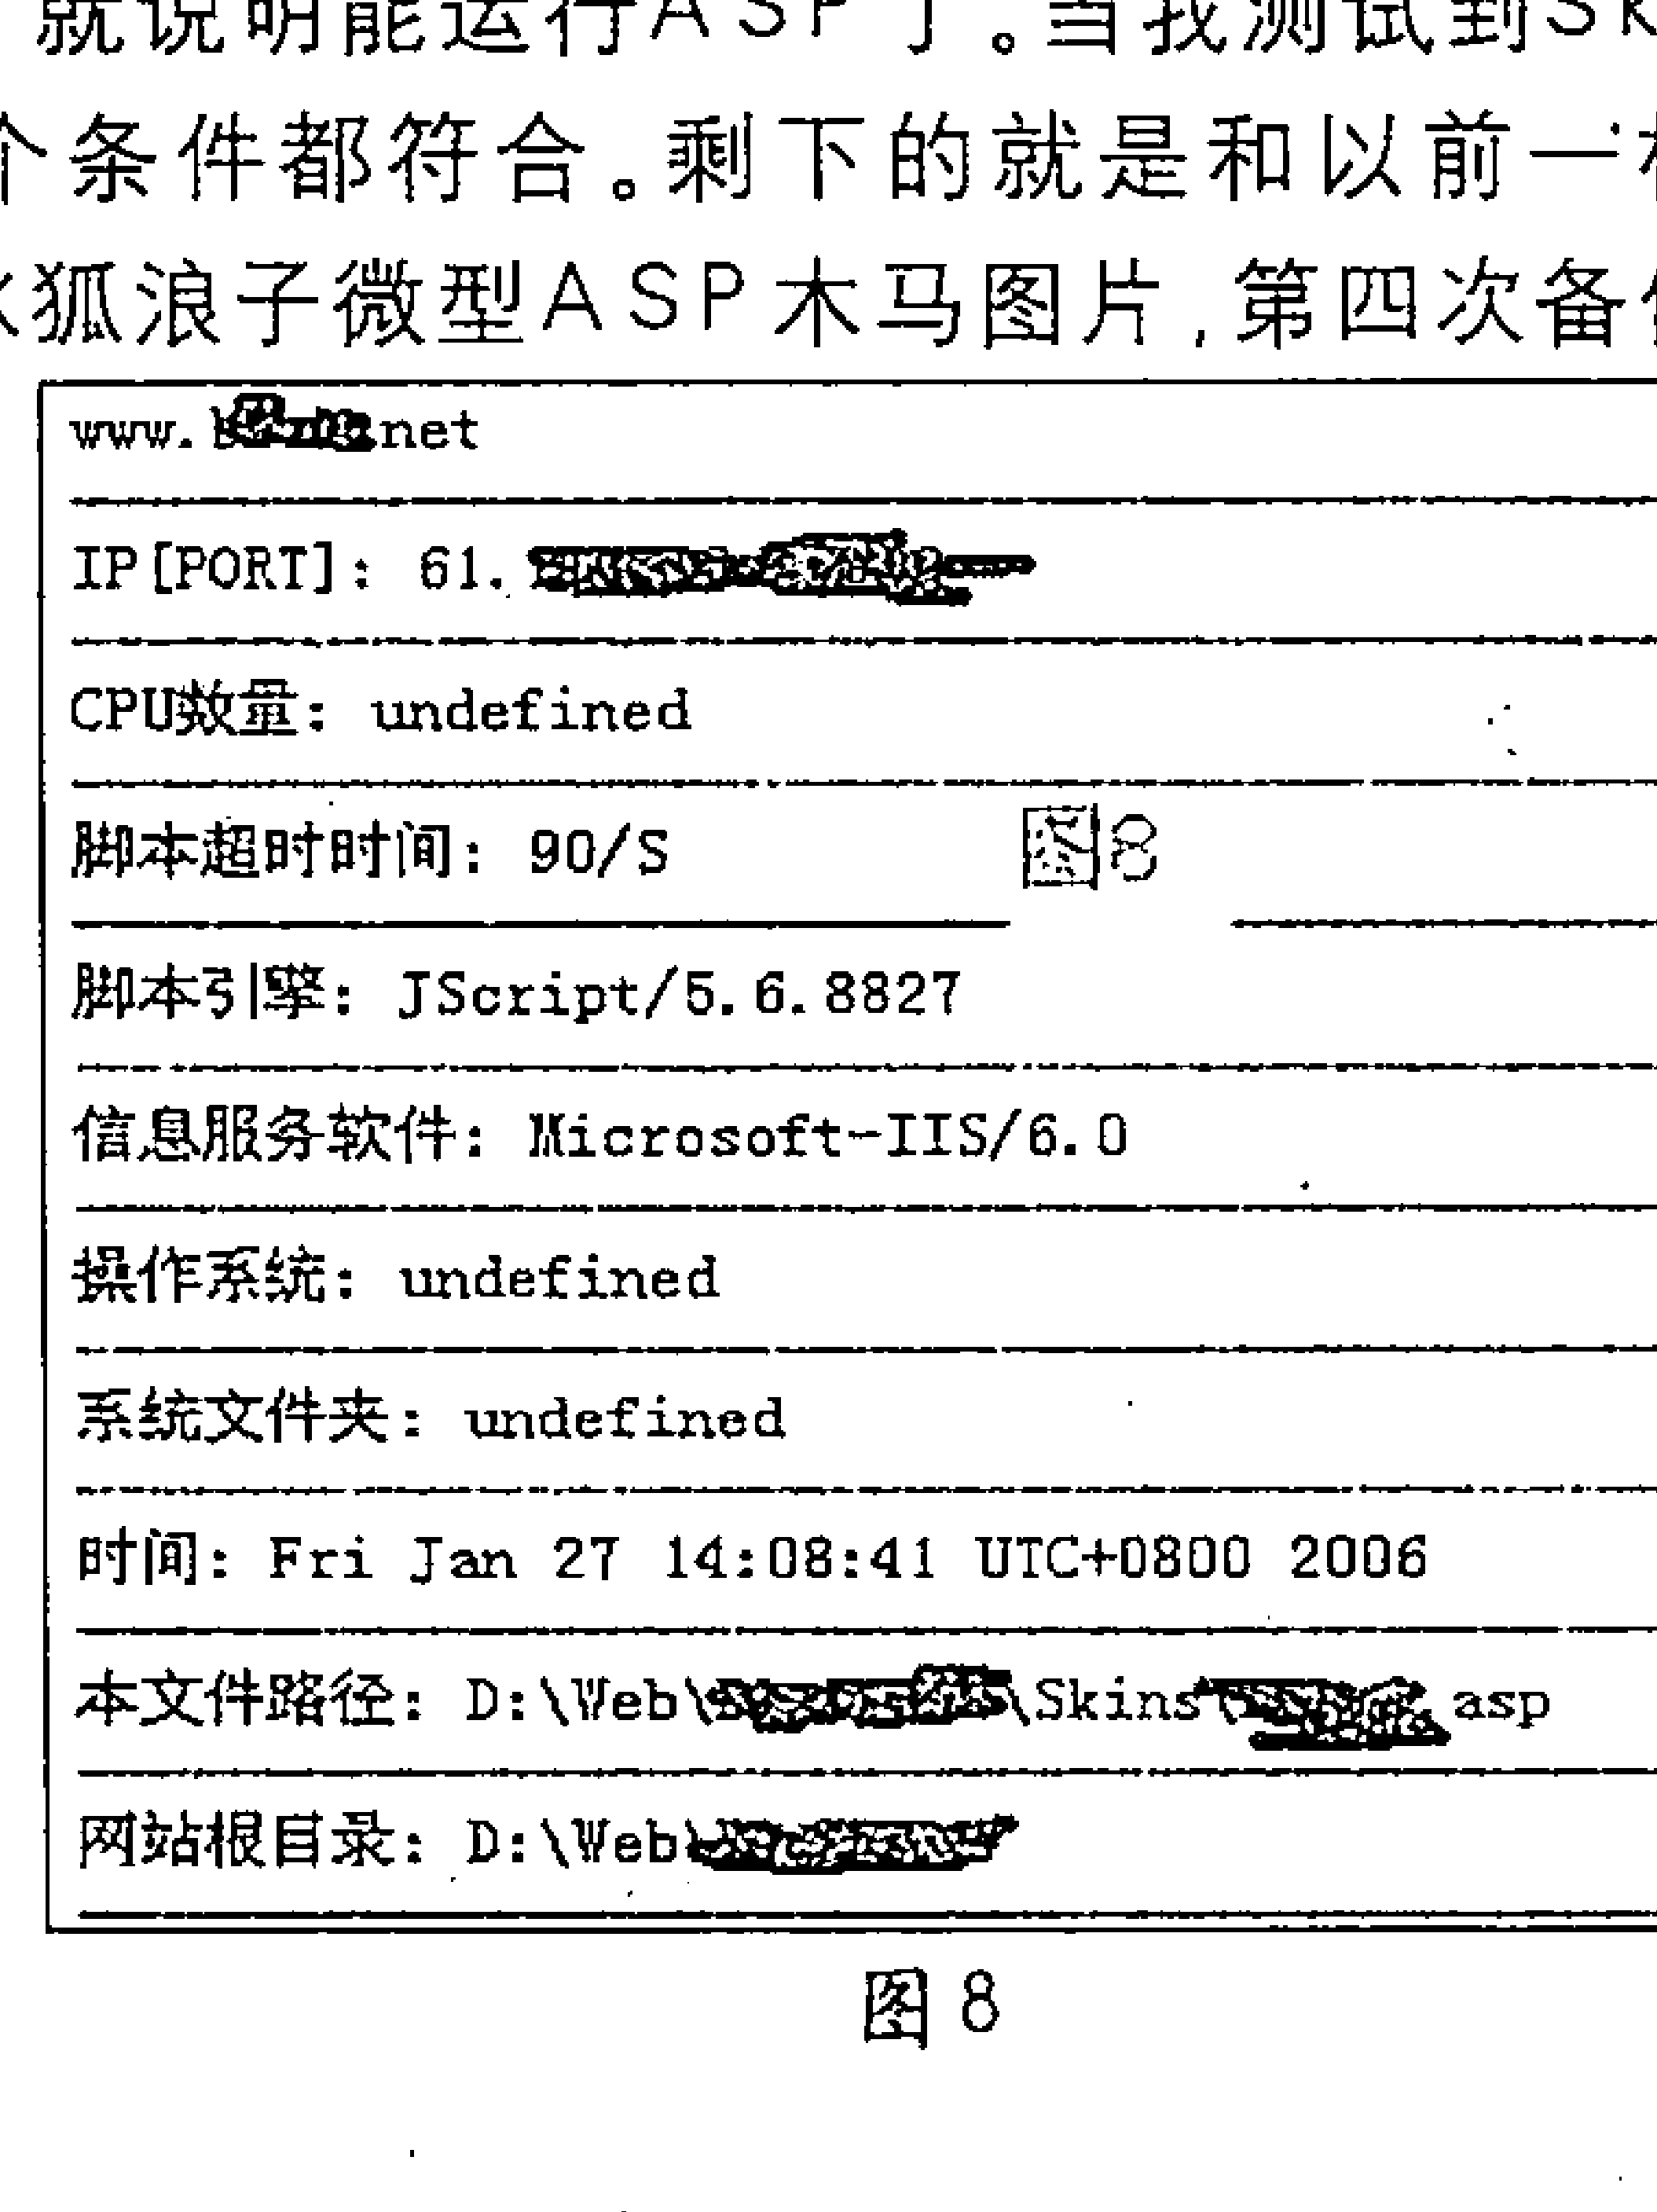 就说明能运行ASP了。当我测试到Sk
个条件都符合。剩下的就是和以前一
狐浪子微型ASP木马图片,第四次备
www. net
IP[PORT]: 61.
CPU数量: undefined
脚本超时时间: 90/S
图8
脚本引擎: JScript/5.6.8827
信息服务软件: Microsoft-IIS/6.0
操作系统: undefined
系统文件夹: undefined
时间: Fri Jan 27 14:08:41 UTC+0800 2006
本文件路径: D:\Web\ \Skins\ .asp
网站根目录: D:\Web\
图8